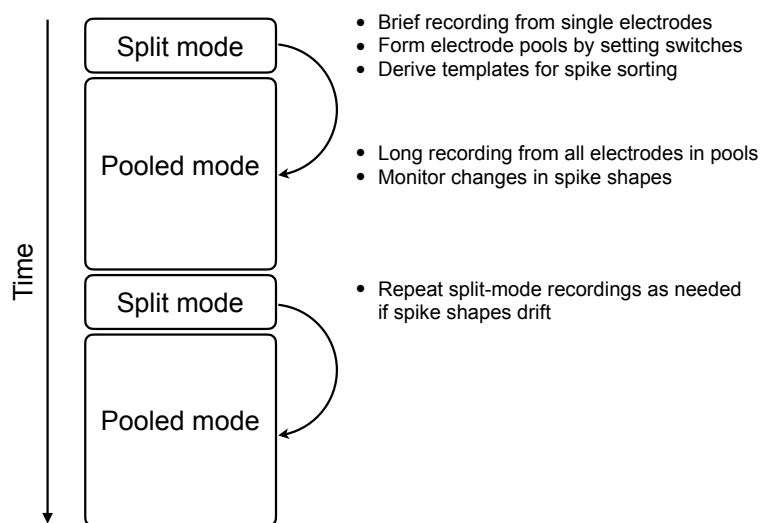 Split mode
• Brief recording from single electrodes
• Form electrode pools by setting switches
• Derive templates for spike sorting
Pooled mode
• Long recording from all electrodes in pools
• Monitor changes in spike shapes
Time
Split mode
• Repeat split-mode recordings as needed
if spike shapes drift
Pooled mode